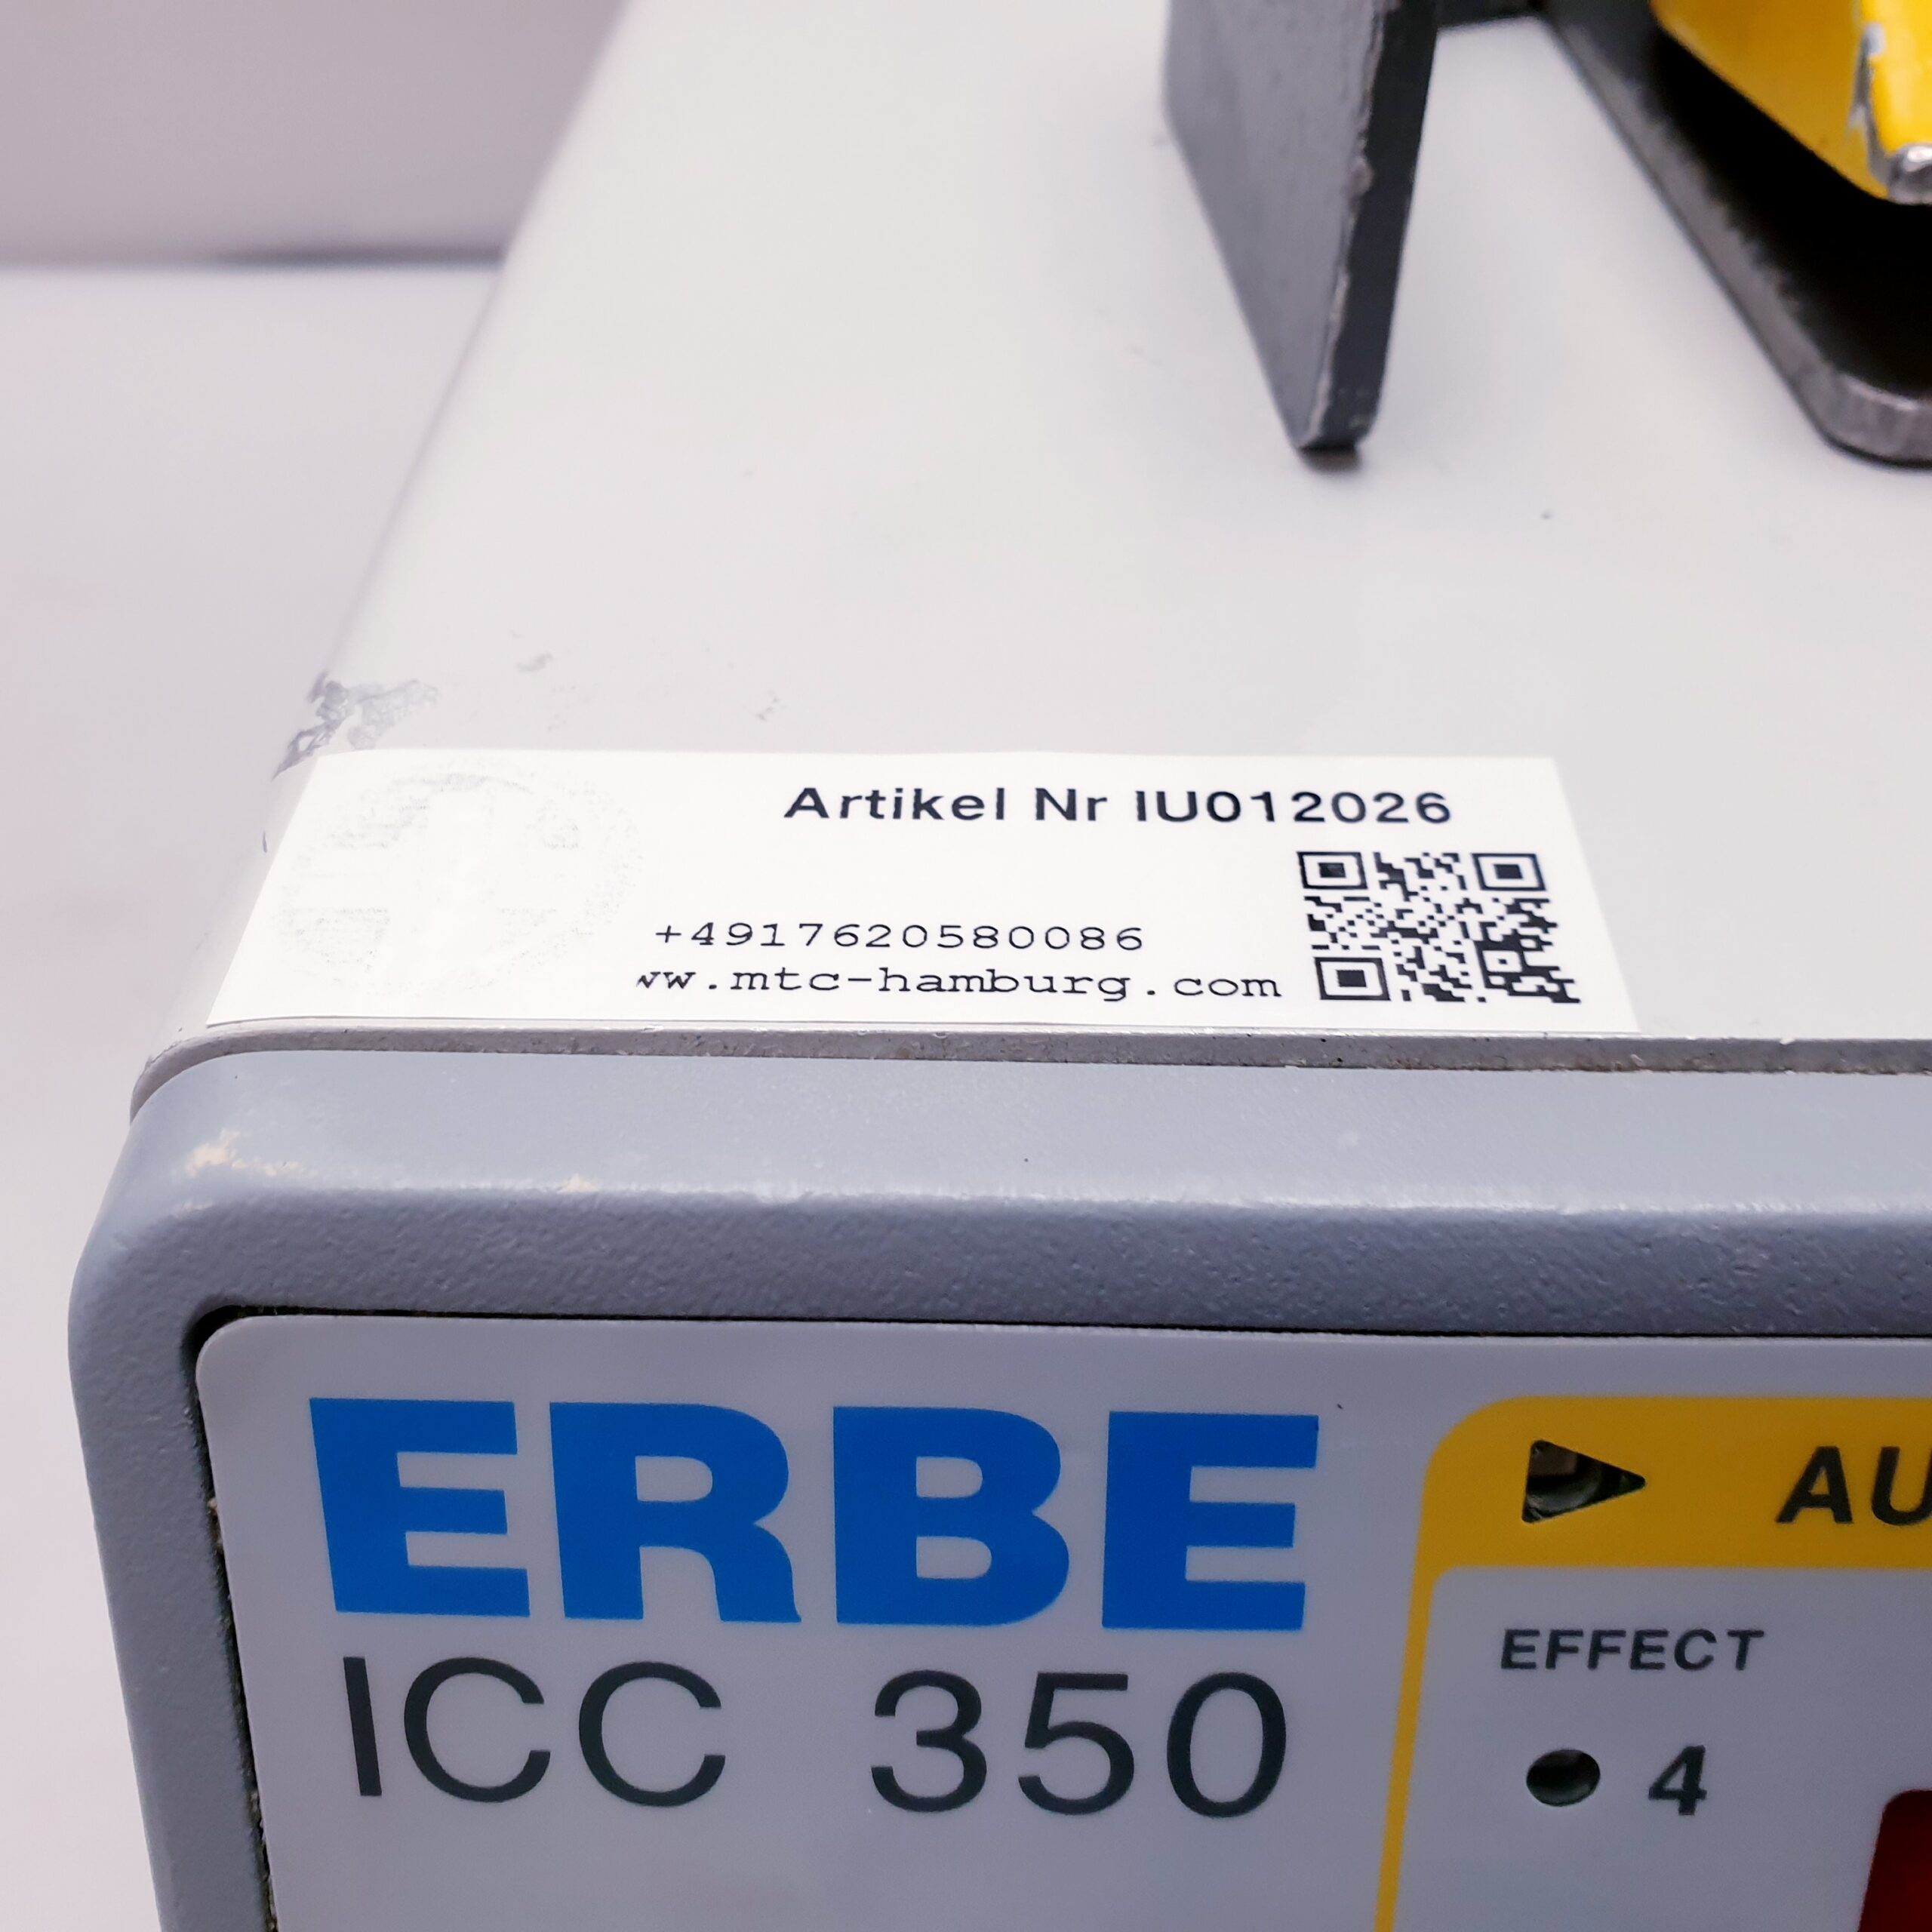 Artikel Nr IU012026
+4917620580086
ww.mtc-hamburg.com
ERBE
ICC 350
AU
EFFECT
4